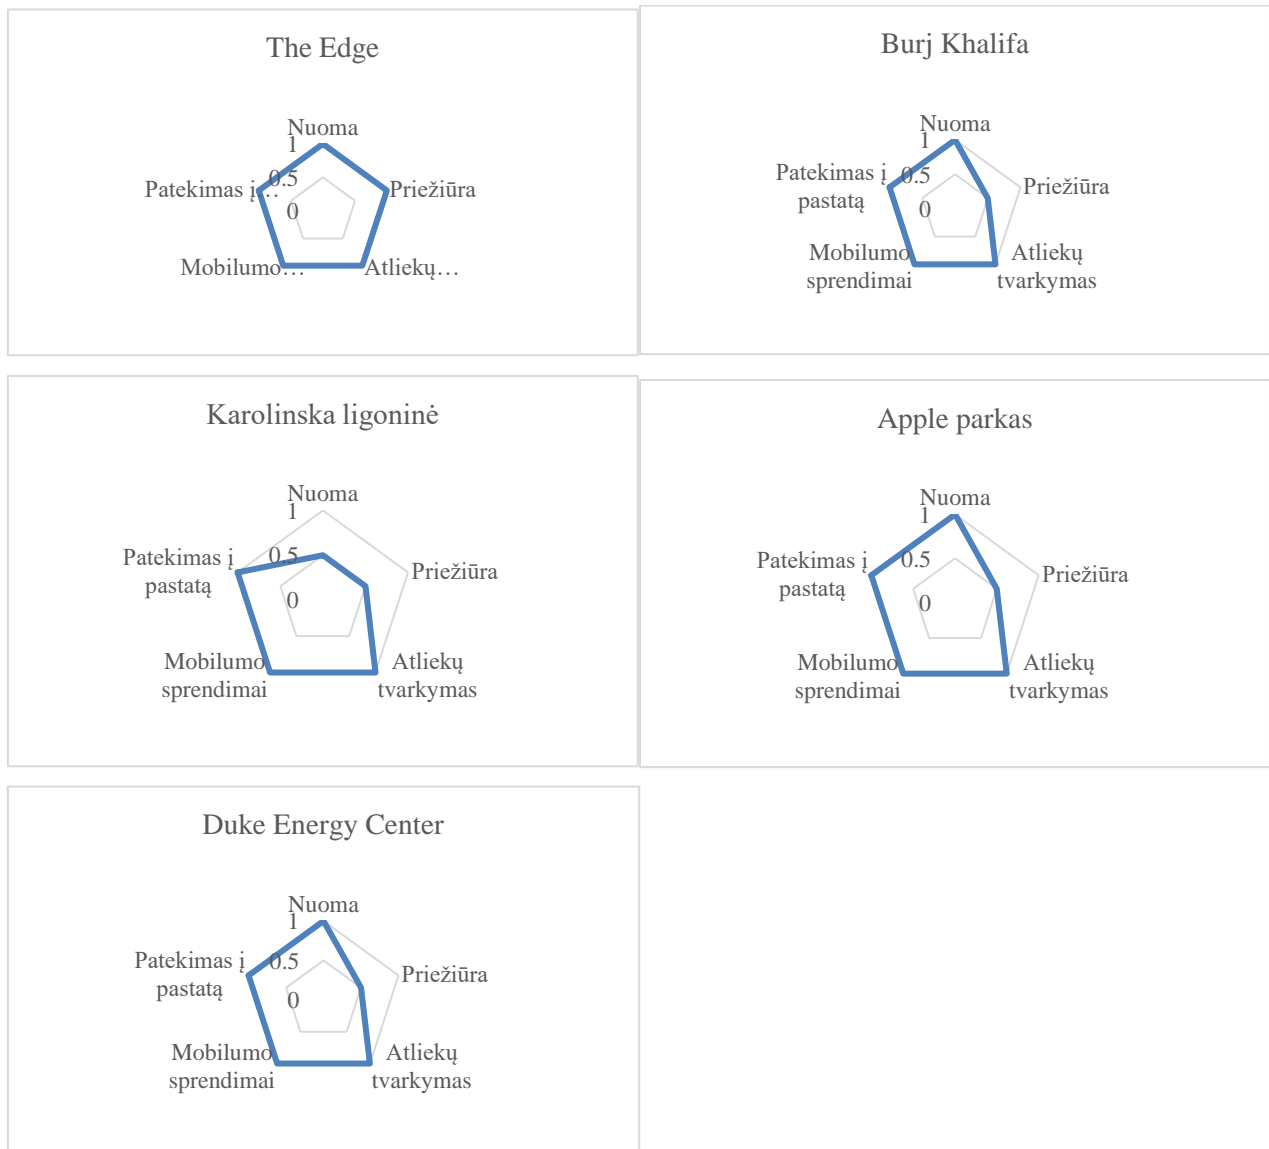 The Edge
Nuoma
1
0.5
0
Priežiūra
Atliekų…
Mobilumo…
Patekimas į…
Burj Khalifa
Nuoma
1
0.5
0
Priežiūra
Atliekų
tvarkymas
Mobilumo
sprendimai
Patekimas į
pastatą
Karolinska ligoninė
Nuoma
1
0.5
0
Priežiūra
Atliekų
tvarkymas
Mobilumo
sprendimai
Patekimas į
pastatą
Apple parkas
Nuoma
1
0.5
0
Priežiūra
Atliekų
tvarkymas
Mobilumo
sprendimai
Patekimas į
pastatą
Duke Energy Center
Nuoma
1
0.5
0
Priežiūra
Atliekų
tvarkymas
Mobilumo
sprendimai
Patekimas į
pastatą